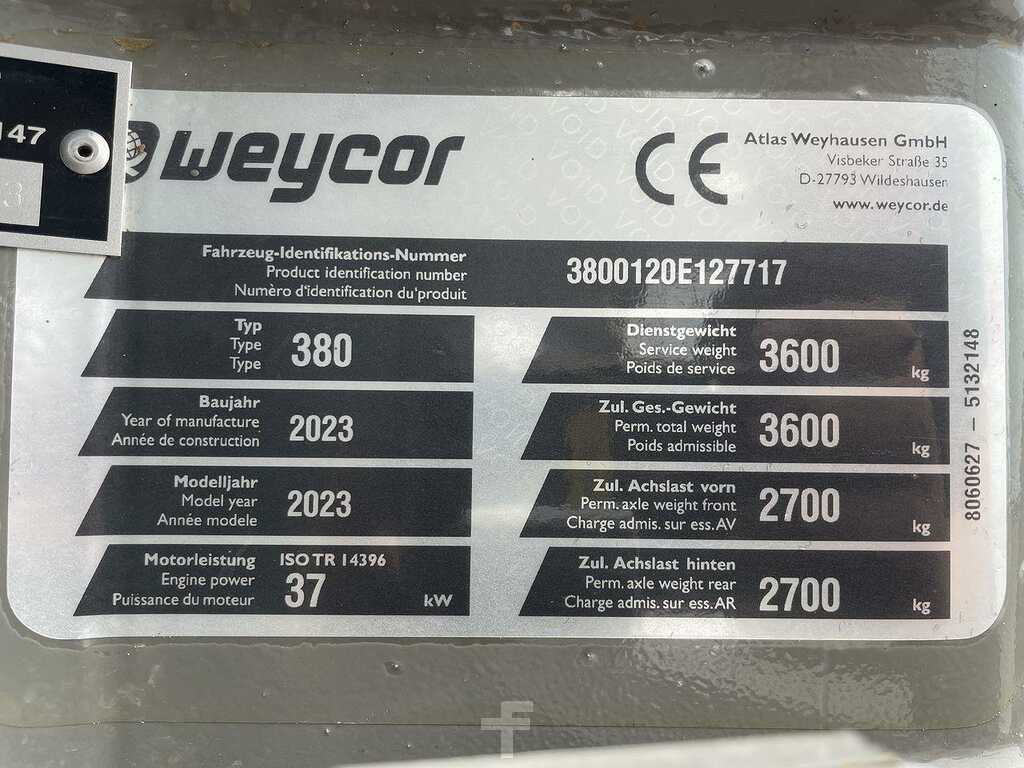 147
3
weycor
CE
Atlas Weyhausen GmbH
Visbeker Straße 35
D-27793 Wildeshausen
www.weycor.de
Fahrzeug-Identifikations-Nummer
Product identification number
Numèro d'identification du'produit
3800120E127717
Typ
Type
Type
380
Baujahr
Year of manufacture
Année de construction
2023
Modelljahr
Model year
Année modele
2023
Motorleistung ISO TR 14396
Engine power
Puissance du moteur
37 kW
Dienstgewicht
Service weight
Poids de service
3600 kg
Zul. Ges.-Gewicht
Perm. total weight
Poids admissible
3600 kg
Zul. Achslast vorn
Perm. axle weight front
Charge admis. sur ess. AV
2700 kg
Zul. Achslast hinten
Perm. axle weight rear
Charge admis. sur ess. AR
2700 kg
8060627 – 5132148